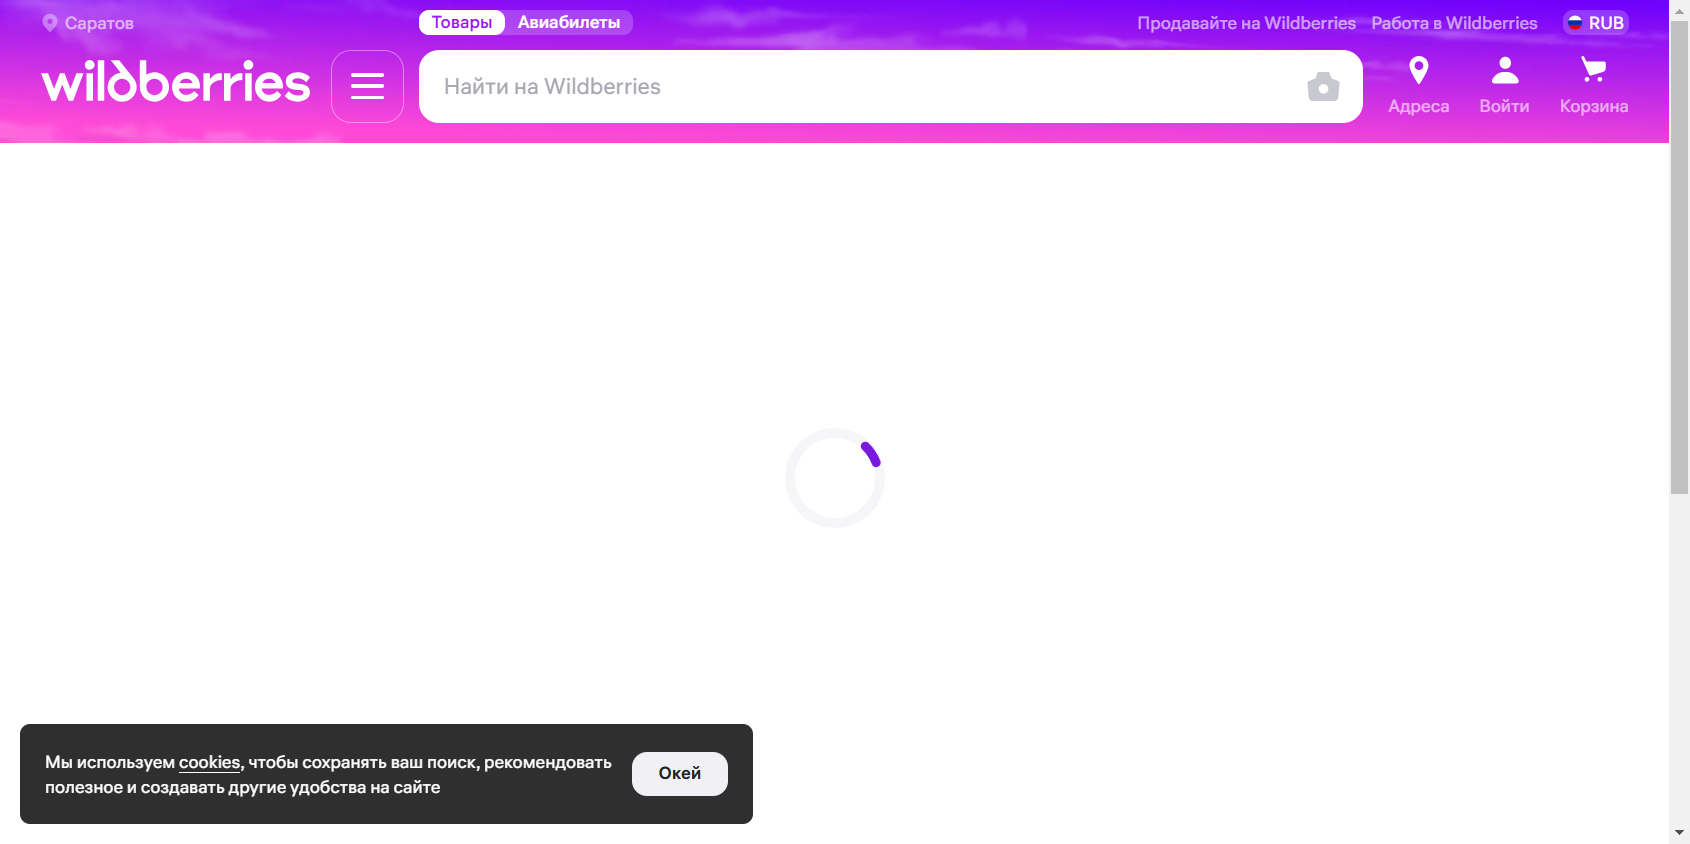 Саратов
Товары Авиабилеты
Продавайте на Wildberries Работа в Wildberries RUB
wildberries
Найти на Wildberries
Адреса Войти Корзина
Мы используем cookies, чтобы сохранять ваш поиск, рекомендовать
полезное и создавать другие удобства на сайте
Окей